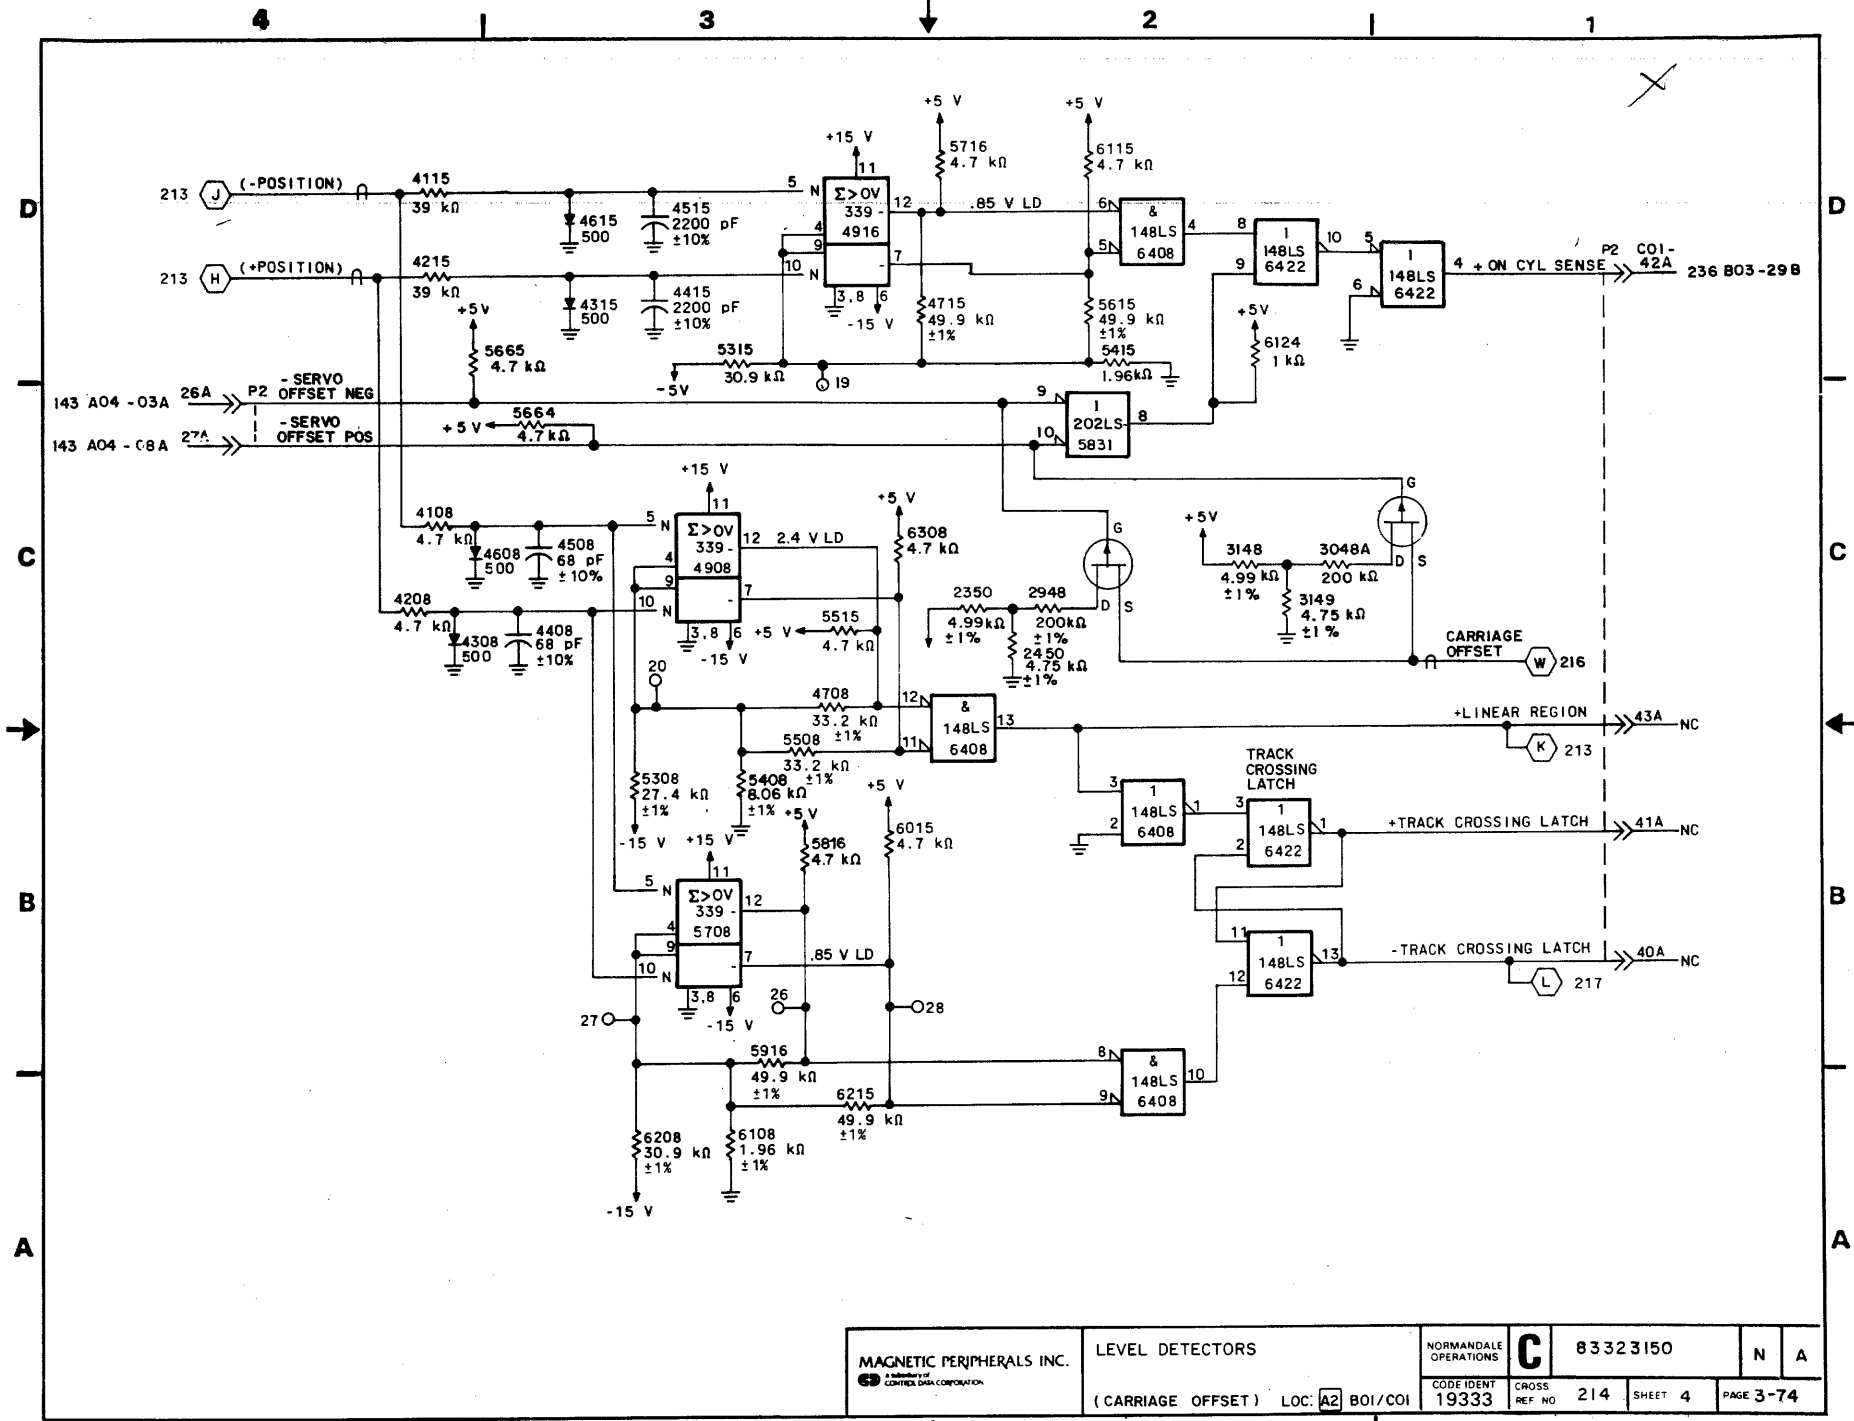 4 3 2 1
+5 V +5 V
+15 V
5716
4.7 kΩ
6115
4.7 kΩ
213 J (-POSITION)
4115
39 kΩ
4615
500
4515
2200 pF
±10%
5 N
11
Σ>0V
339 -
4916
12 .85 V LD
4
9
10 N
-
7
3,8 6
-15 V
D D
213 H (+POSITION)
4215
39 kΩ
4315
500
4415
2200 pF
±10%
6
5
&
148LS
6408
4
8
9
1
148LS
6422
10
5
6
1
148LS
6422
4 + ON CYL SENSE
P2 C01-
42A
236 B03-29B
4715
49.9 kΩ
±1%
5615
49.9 kΩ
±1%
+5V
6124
1 kΩ
+5V
5665
4.7 kΩ
5315
30.9 kΩ
-5V
19
5415
1.96kΩ
143 A04 -03A 26A P2
- SERVO
OFFSET NEG
143 A04 - 08A 27A
- SERVO
OFFSET POS
5664
+5 V
4.7 kΩ
9
10
1
202LS
5831
8
+15 V
11
4108
4.7 kΩ
4608
500
4508
68 pF
±10%
5 N
Σ>0V
339 -
4908
12 2.4 V LD
4
9
10 N
-
7
3,8 6
-15 V
+5 V
6308
4.7 kΩ
C C
4208
4.7 kΩ
4308
500
4408
68 pF
±10%
+5 V
5515
4.7 kΩ
G
D S
2350
4.99kΩ
±1%
2948
200kΩ
±1%
2450
4.75 kΩ
±1%
G
D S
+5V
3148
4.99 kΩ
±1%
3048A
200 kΩ
3149
4.75 kΩ
±1%
CARRIAGE
OFFSET
W 216
20
4708
33.2 kΩ
±1%
5508
33.2 kΩ
±1%
12
11
&
148LS
6408
13
+LINEAR REGION
43A NC
K 213
5308
27.4 kΩ
±1%
-15 V
5408
8.06 kΩ
±1%
+5 V
5816
4.7 kΩ
+5 V
6015
4.7 kΩ
TRACK
CROSSING
LATCH
3
2
1
148LS
6408
1
3
2
1
148LS
6422
1
+TRACK CROSSING LATCH
41A NC
+15 V
11
5 N
Σ>0V
339 -
5708
12
4
9
10 N
-
7 .85 V LD
3,8 6
-15 V
B B
27
26
28
11
12
1
148LS
6422
13
-TRACK CROSSING LATCH
40A NC
L 217
5916
49.9 kΩ
±1%
6215
49.9 kΩ
±1%
8
9
&
148LS
6408
10
6208
30.9 kΩ
±1%
-15 V
6108
1.96 kΩ
±1%
A A
MAGNETIC PERIPHERALS INC.
a subsidiary of
CONTROL DATA CORPORATION
LEVEL DETECTORS
(CARRIAGE OFFSET) LOC: A2 B01/C01
NORMANDALE
OPERATIONS
C 83323150 N A
CODE IDENT
19333
CROSS
REF NO 214 SHEET 4 PAGE 3-74